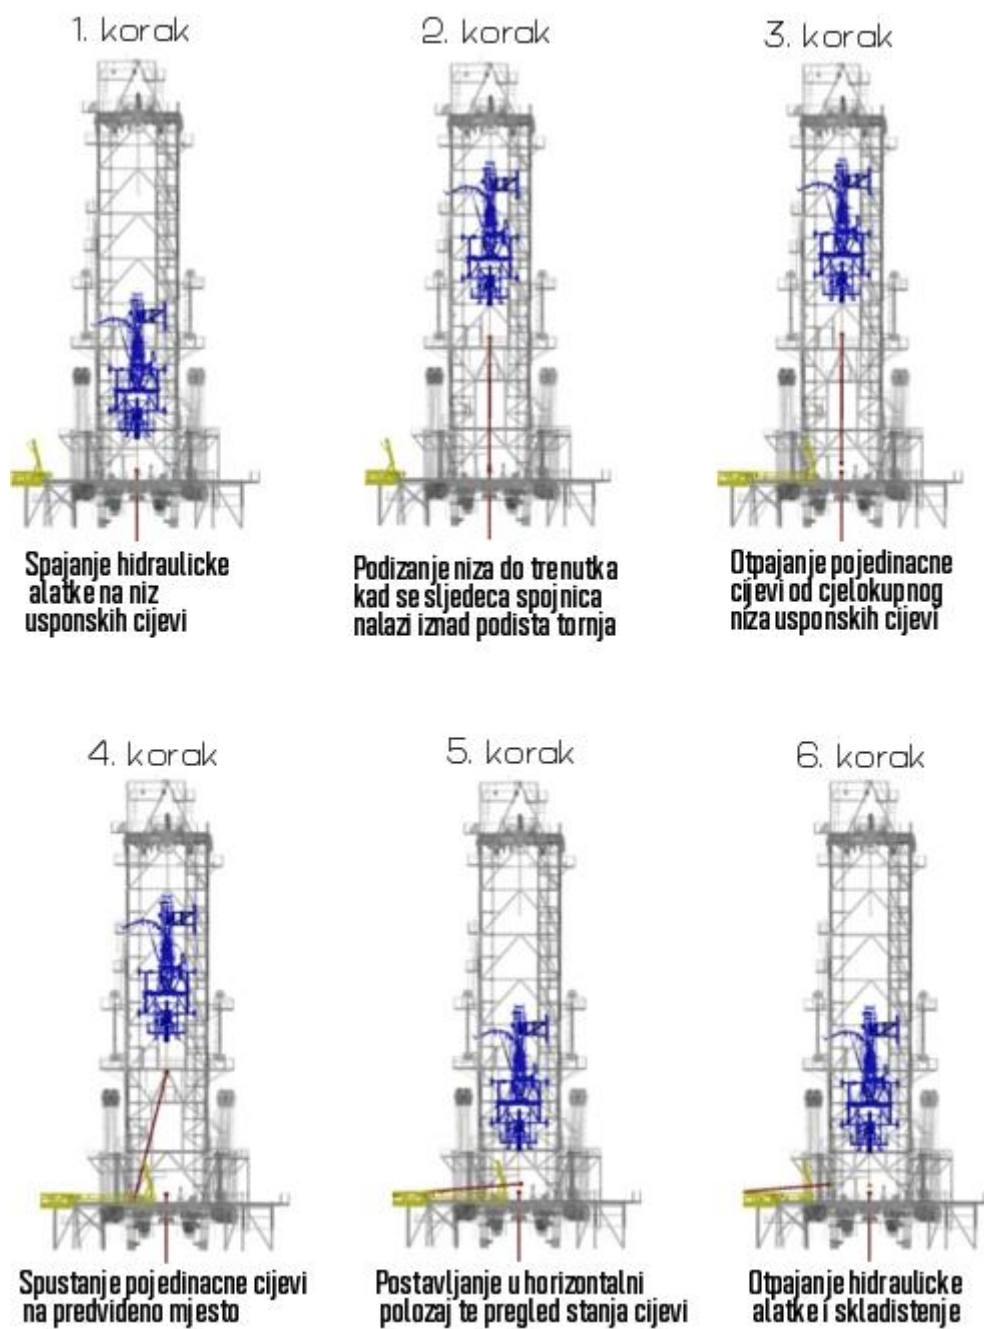 1. korak
2. korak
3. korak
Spajanje hidraulicke
alatke na niz
usponskih cijevi
Podizanje niza do trenutka
kad se sljedeca spojnica
nalazi iznad podista tornja
Otpajanje pojedinacne
cijevi od cjelokupnog
niza usponskih cijevi
4. korak
5. korak
6. korak
Spustanje pojedinacne cijevi
na predvideno mjesto
Postavljanje u horizontalni
polozaj te pregled stanja cijevi
Otpajanje hidraulicke
alatke i skladistenje